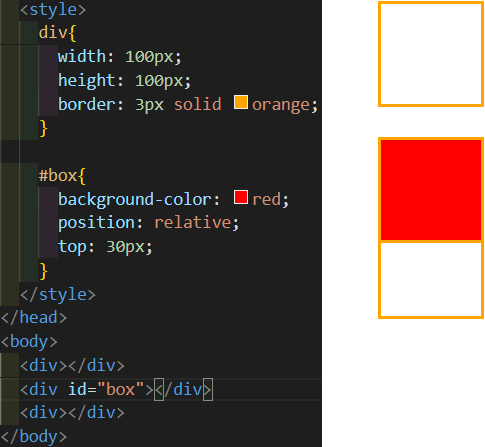 <style>
div{
width: 100px;
height: 100px;
border: 3px solid orange;
}
#box{
background-color: red;
position: relative;
top: 30px;
}
</style>
</head>
<body>
<div></div>
<div id="box"></div>
<div></div>
</body>